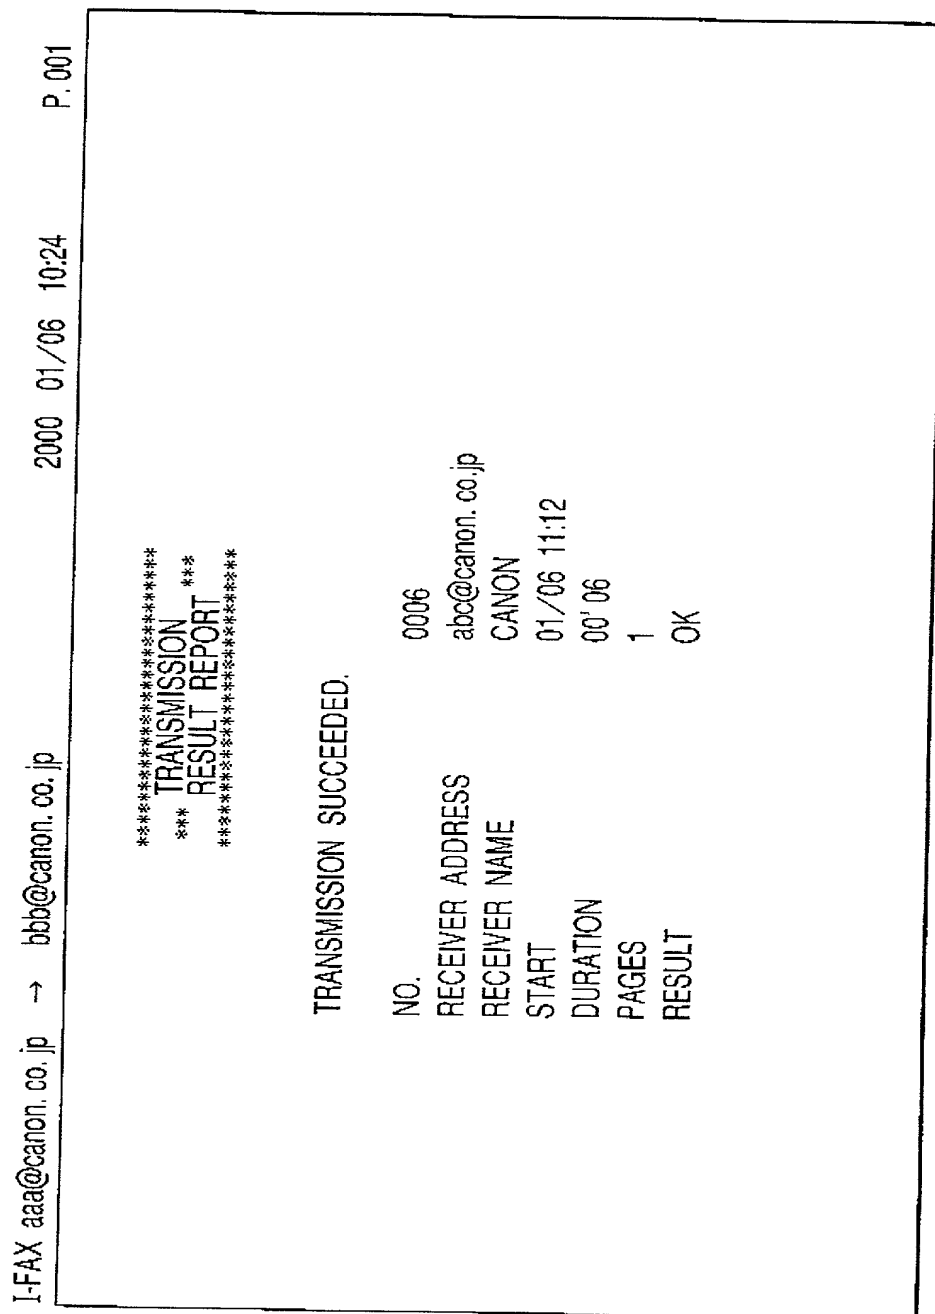 I-FAX aaa@canon. co. jp → bbb@canon. co. jp 2000 01/06 10:24 P. 001
******************************
*** TRANSMISSION ***
RESULT REPORT
******************************
TRANSMISSION SUCCEEDED.
NO. 0006
RECEIVER ADDRESS abc@canon. co.jp
RECEIVER NAME CANON
START 01/06 11:12
DURATION 00' 06
PAGES 1
RESULT OK